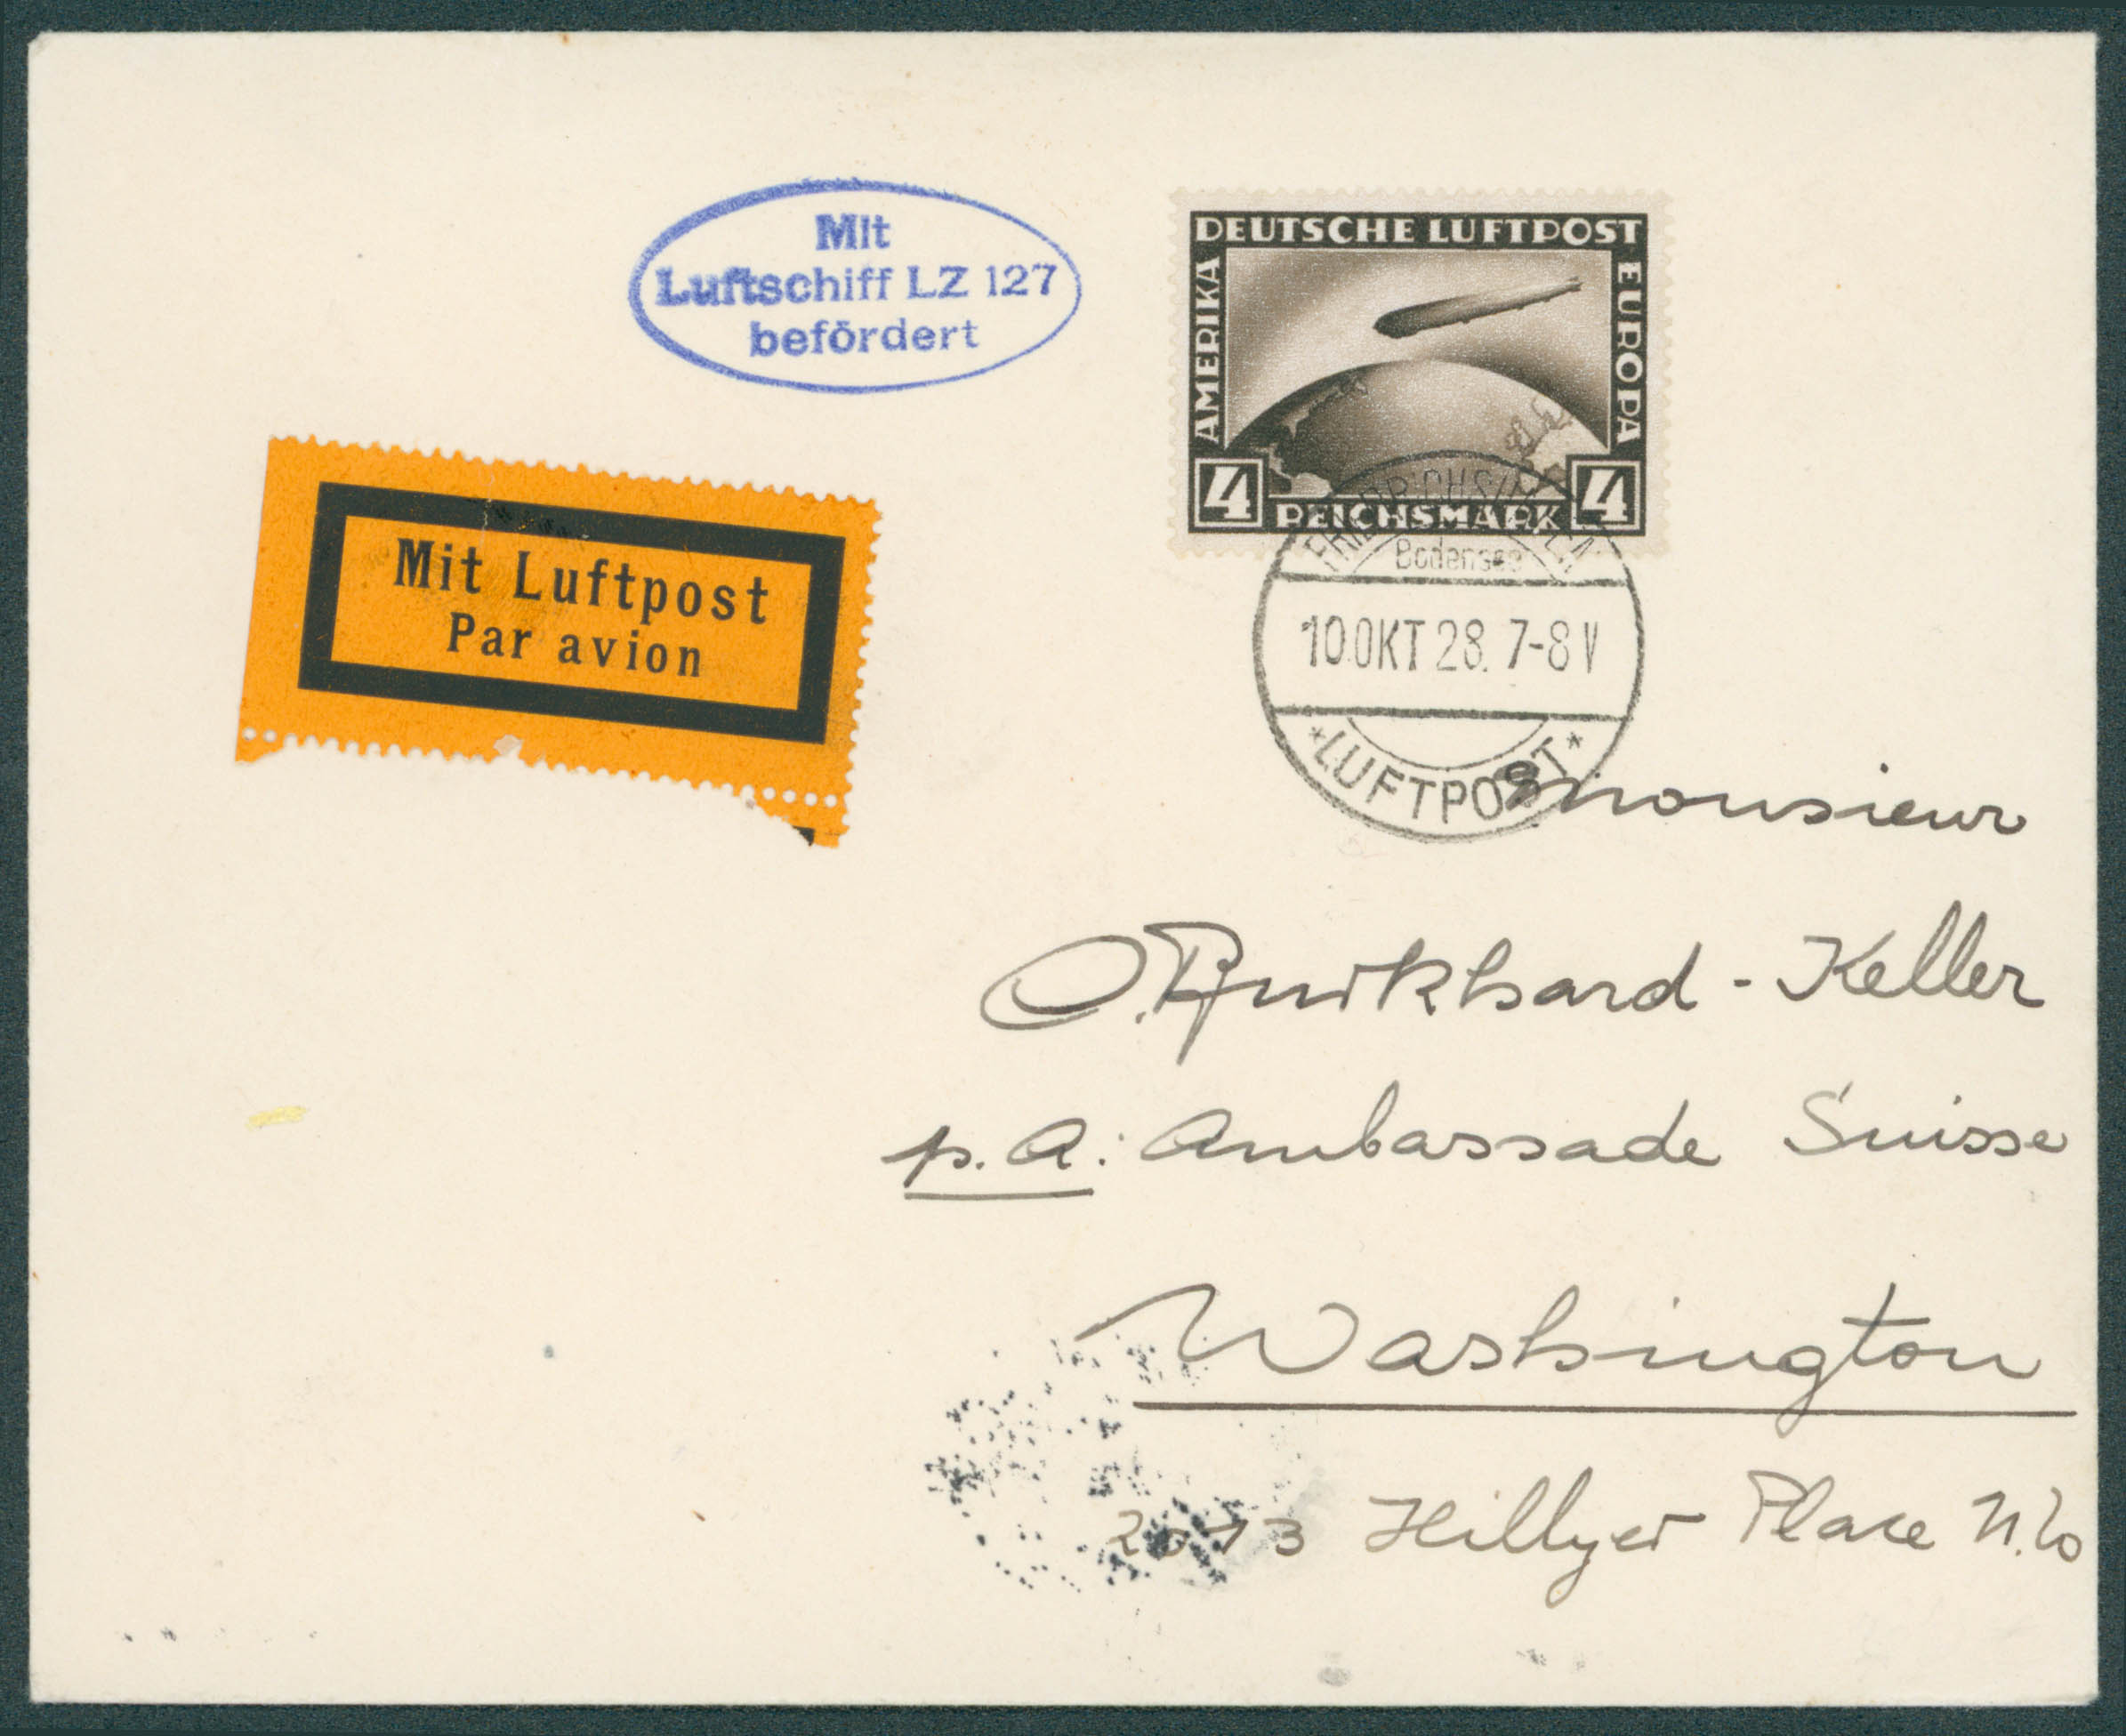 Mit
Luftschiff LZ 127
befördert
DEUTSCHE LUFTPOST
AMERIKA
EUROPA
4 REICHSMARK 4
Mit Luftpost
Par avion
FRIEDRICHSHAFEN
Bodensee
10 OKT 28. 7-8 V
*LUFTPOST*
Monsieur
O. Burkhard - Keller
p. A: Ambassade Suisse
Washington
2013 Hillyer Place N.W